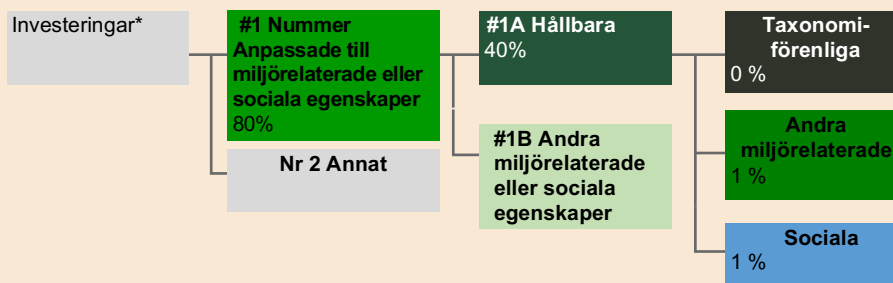 Investeringar*
#1 Nummer
Anpassade till
miljörelaterade eller
sociala egenskaper
80%
Nr 2 Annat
#1A Hållbara
40%
#1B Andra
miljörelaterade
eller sociala
egenskaper
Taxonomi-
förenliga
0 %
Andra
miljörelaterade
1 %
Sociala
1 %